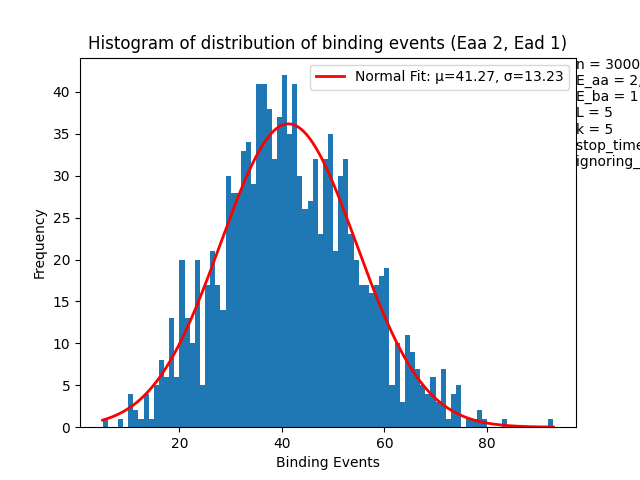 Histogram of distribution of binding events (Eaa 2, Ead 1)
n = 3000
E_aa = 2,
E_ba = 1
L = 5
k = 5
stop_time
ignoring_
Normal Fit: μ=41.27, σ=13.23
Frequency
40
35
30
25
20
15
10
5
0
20
40
60
80
Binding Events